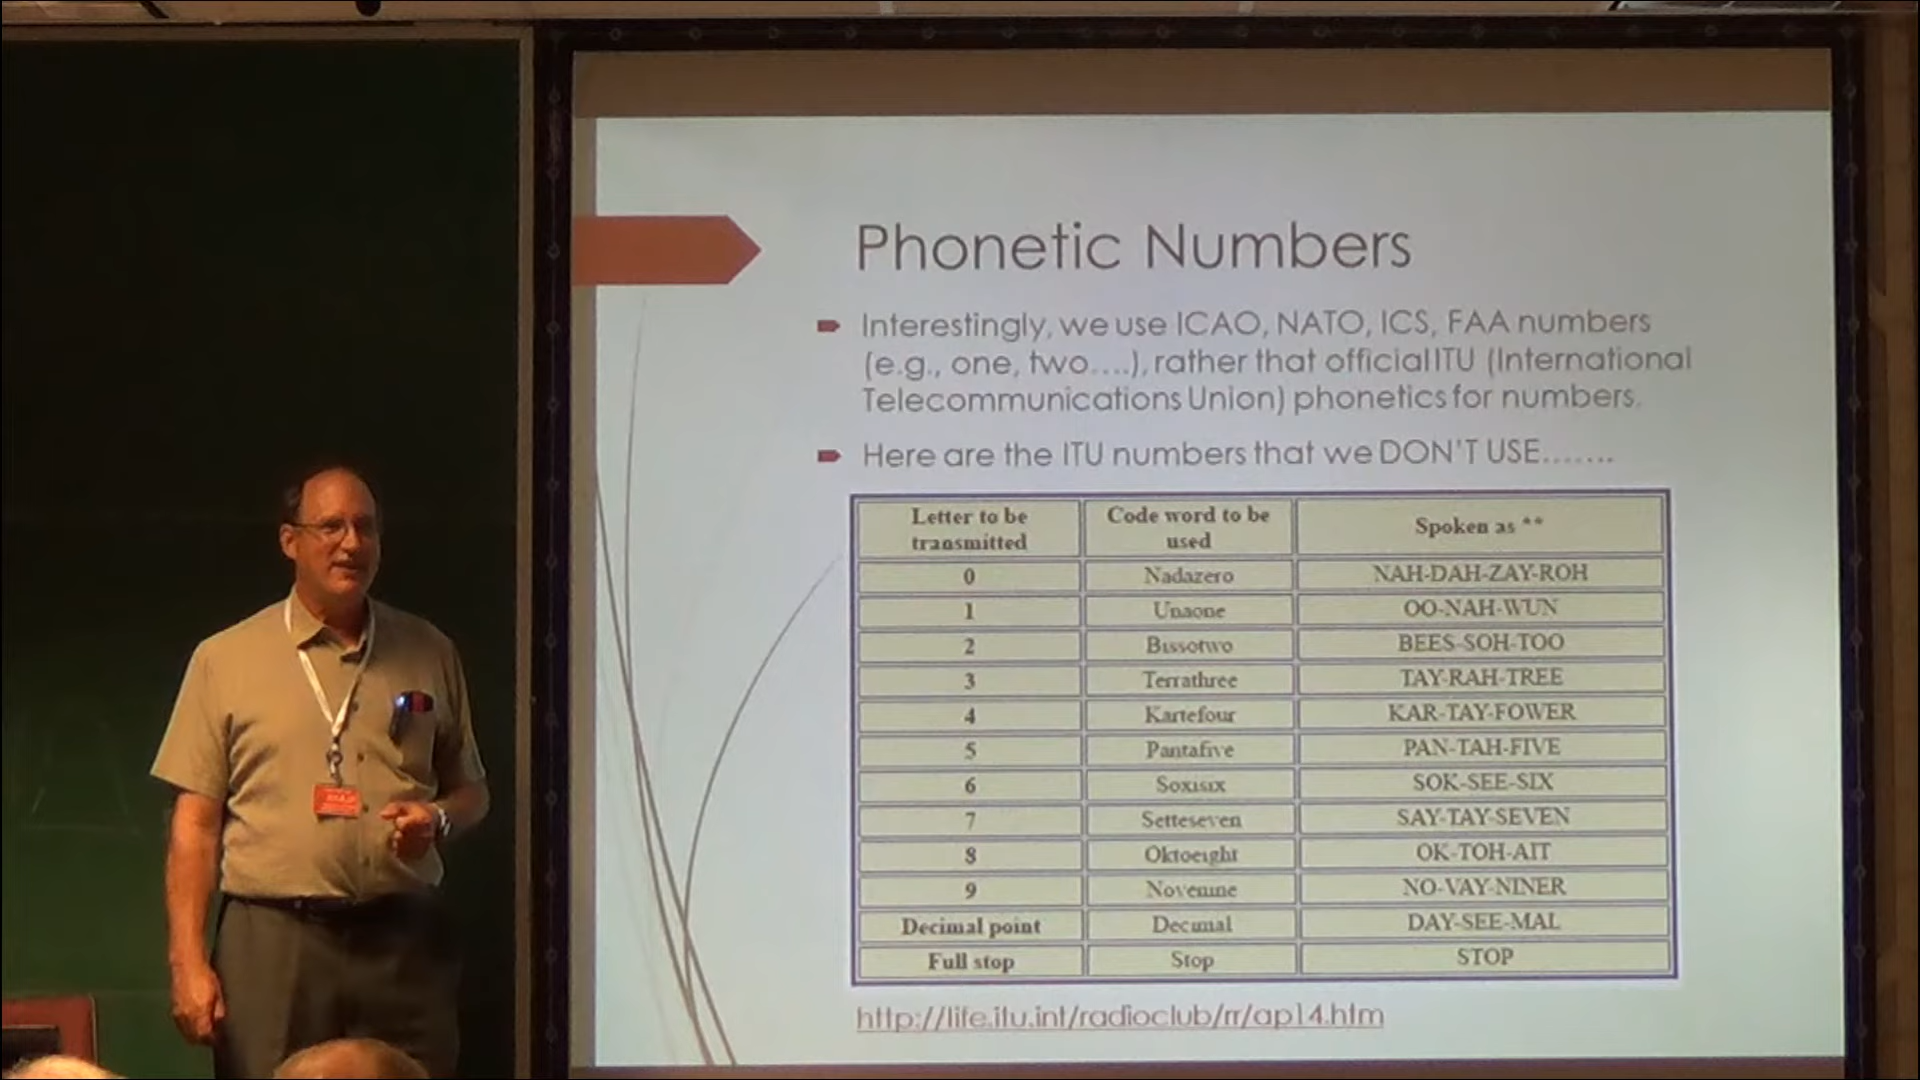 Phonetic Numbers
Interestingly, we use ICAO, NATO, ICS, FAA numbers
(e.g., one, two....), rather that official ITU (International
Telecommunications Union) phonetics for numbers.
Here are the ITU numbers that we DON'T USE.......
Letter to be transmitted Code word to be used Spoken as **
0 Nadazero NAH-DAH-ZAY-ROH
1 Unaone OO-NAH-WUN
2 Bissotwo BEES-SOH-TOO
3 Terrathree TAY-RAH-TREE
4 Kartefour KAR-TAY-FOWER
5 Pantafive PAN-TAH-FIVE
6 Soxisix SOK-SEE-SIX
7 Setteseven SAY-TAY-SEVEN
8 Oktoeight OK-TOH-AIT
9 Novenine NO-VAY-NINER
Decimal point Decimal DAY-SEE-MAL
Full stop Stop STOP
http://life.itu.int/radioclub/rr/ap14.htm